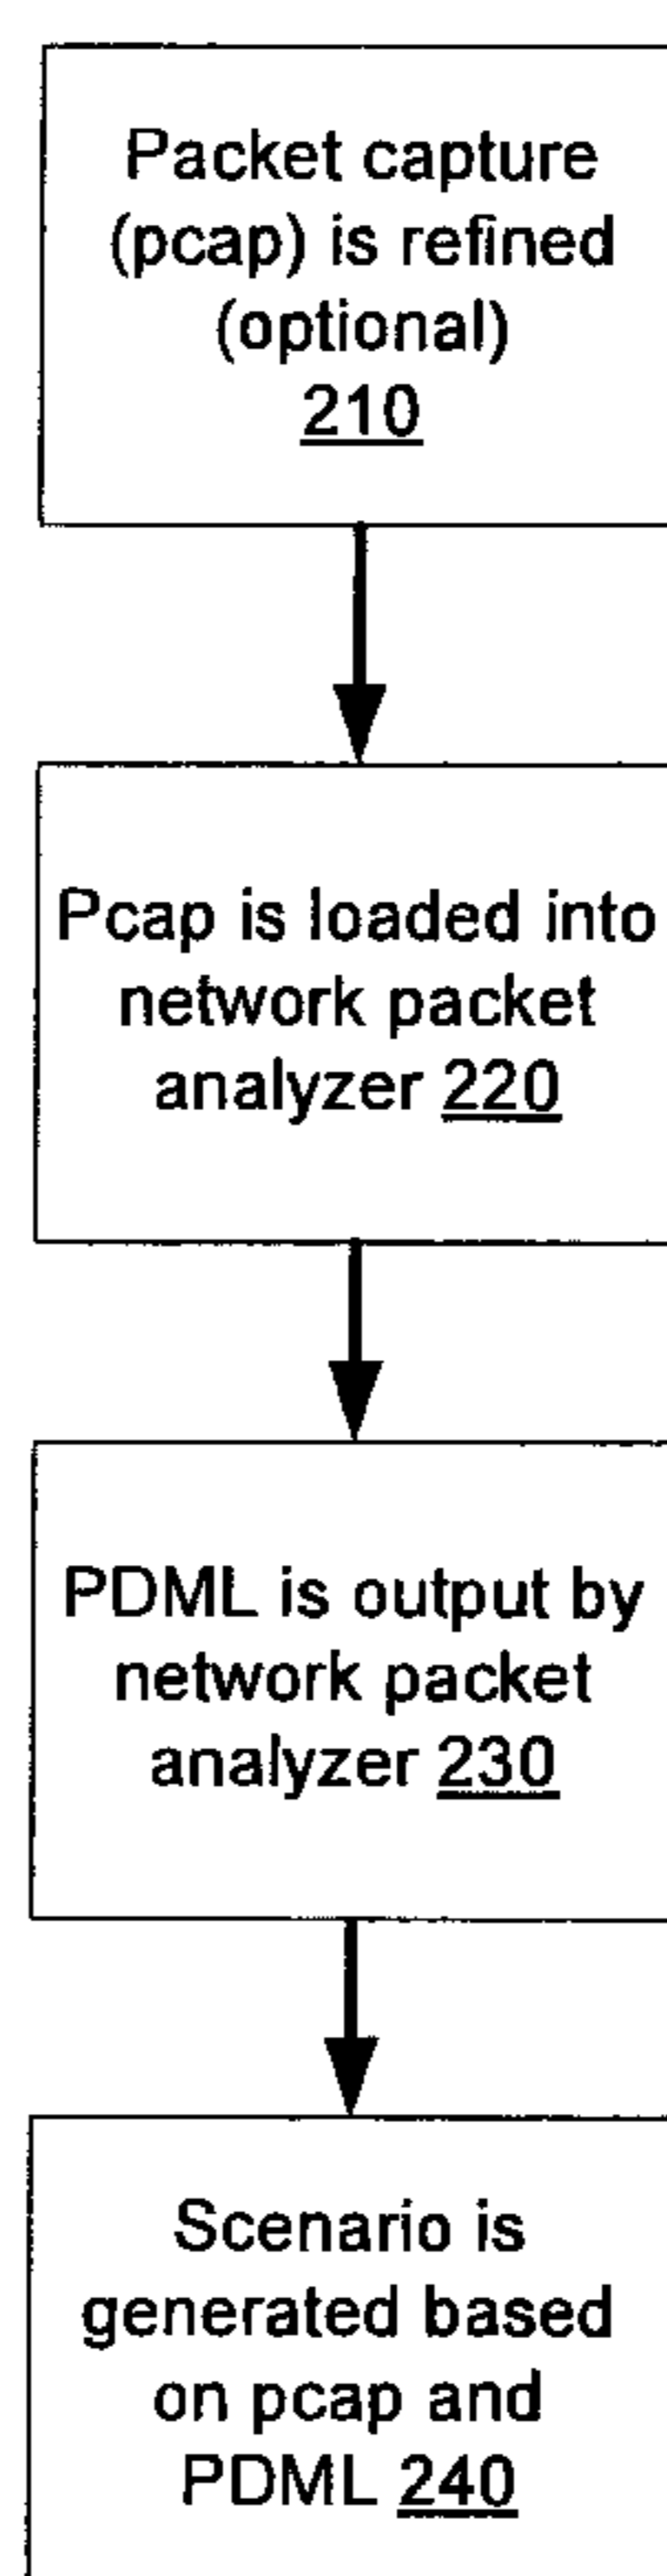 Packet capture
(pcap) is refined
(optional)
210
Pcap is loaded into
network packet
analyzer 220
PDML is output by
network packet
analyzer 230
Scenario is
generated based
on pcap and
PDML 240